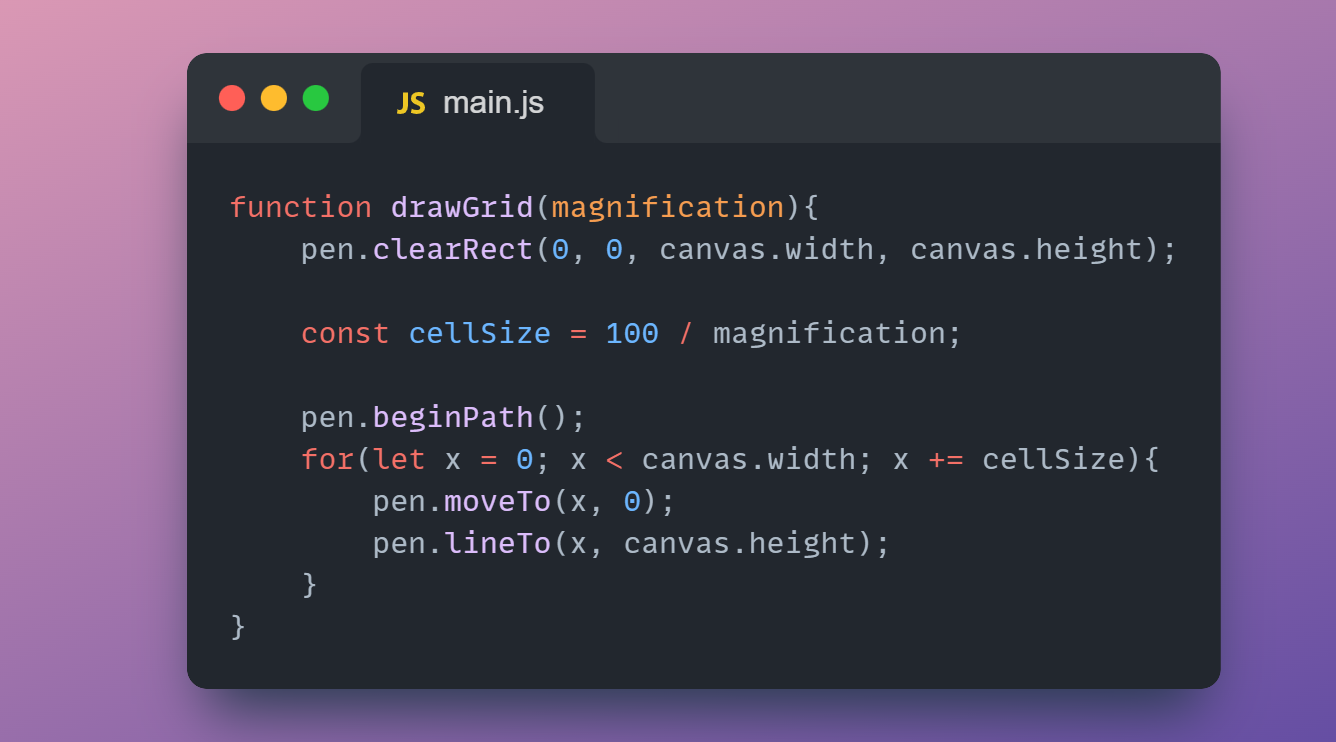 JS main.js
function drawGrid(magnification){
    pen.clearRect(0, 0, canvas.width, canvas.height);

    const cellSize = 100 / magnification;

    pen.beginPath();
    for(let x = 0; x < canvas.width; x += cellSize){
        pen.moveTo(x, 0);
        pen.lineTo(x, canvas.height);
    }
}